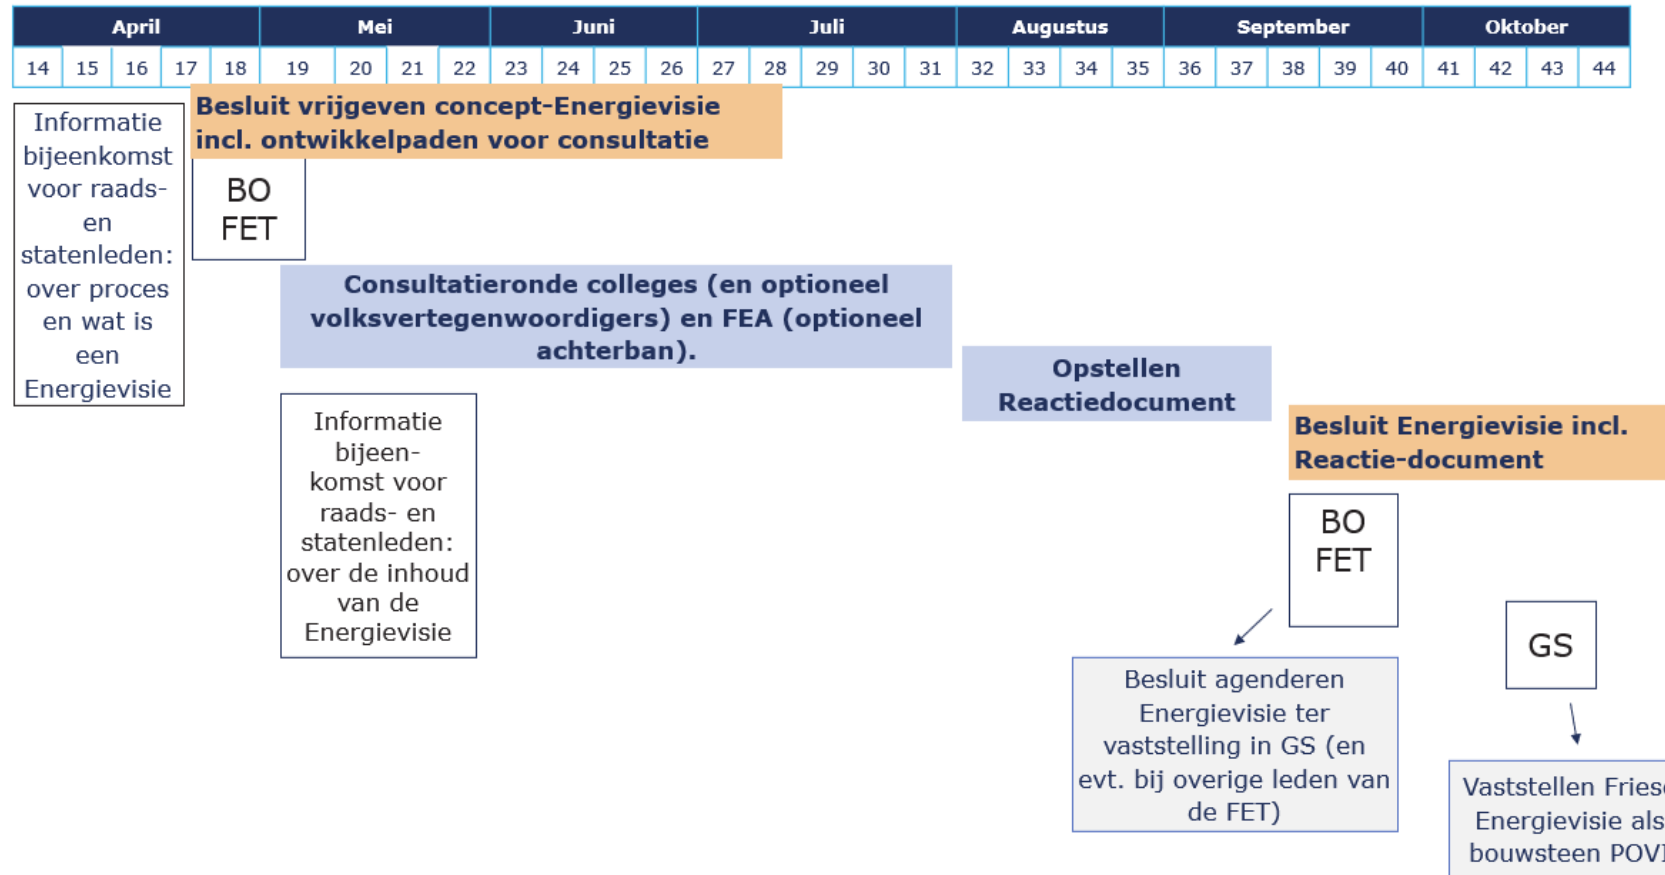 April Mei Juni Juli Augustus September Oktober
14 15 16 17 18 19 20 21 22 23 24 25 26 27 28 29 30 31 32 33 34 35 36 37 38 39 40 41 42 43 44
Informatie
bijeenkomst
voor raads-
en
statenleden:
over proces
en wat is
een
Energievisie
Besluit vrijgeven concept-Energievisie
incl. ontwikkelpaden voor consultatie
BO
FET
Consultatieronde colleges (en optioneel
volksvertegenwoordigers) en FEA (optioneel
achterban).
Informatie
bijeen-
komst voor
raads- en
statenleden:
over de inhoud
van de
Energievisie
Opstellen
Reactiedocument
Besluit Energievisie incl.
Reactie-document
BO
FET
Besluit agenderen
Energievisie ter
vaststelling in GS (en
evt. bij overige leden van
de FET)
GS
Vaststellen Friese
Energievisie als
bouwsteen POVI